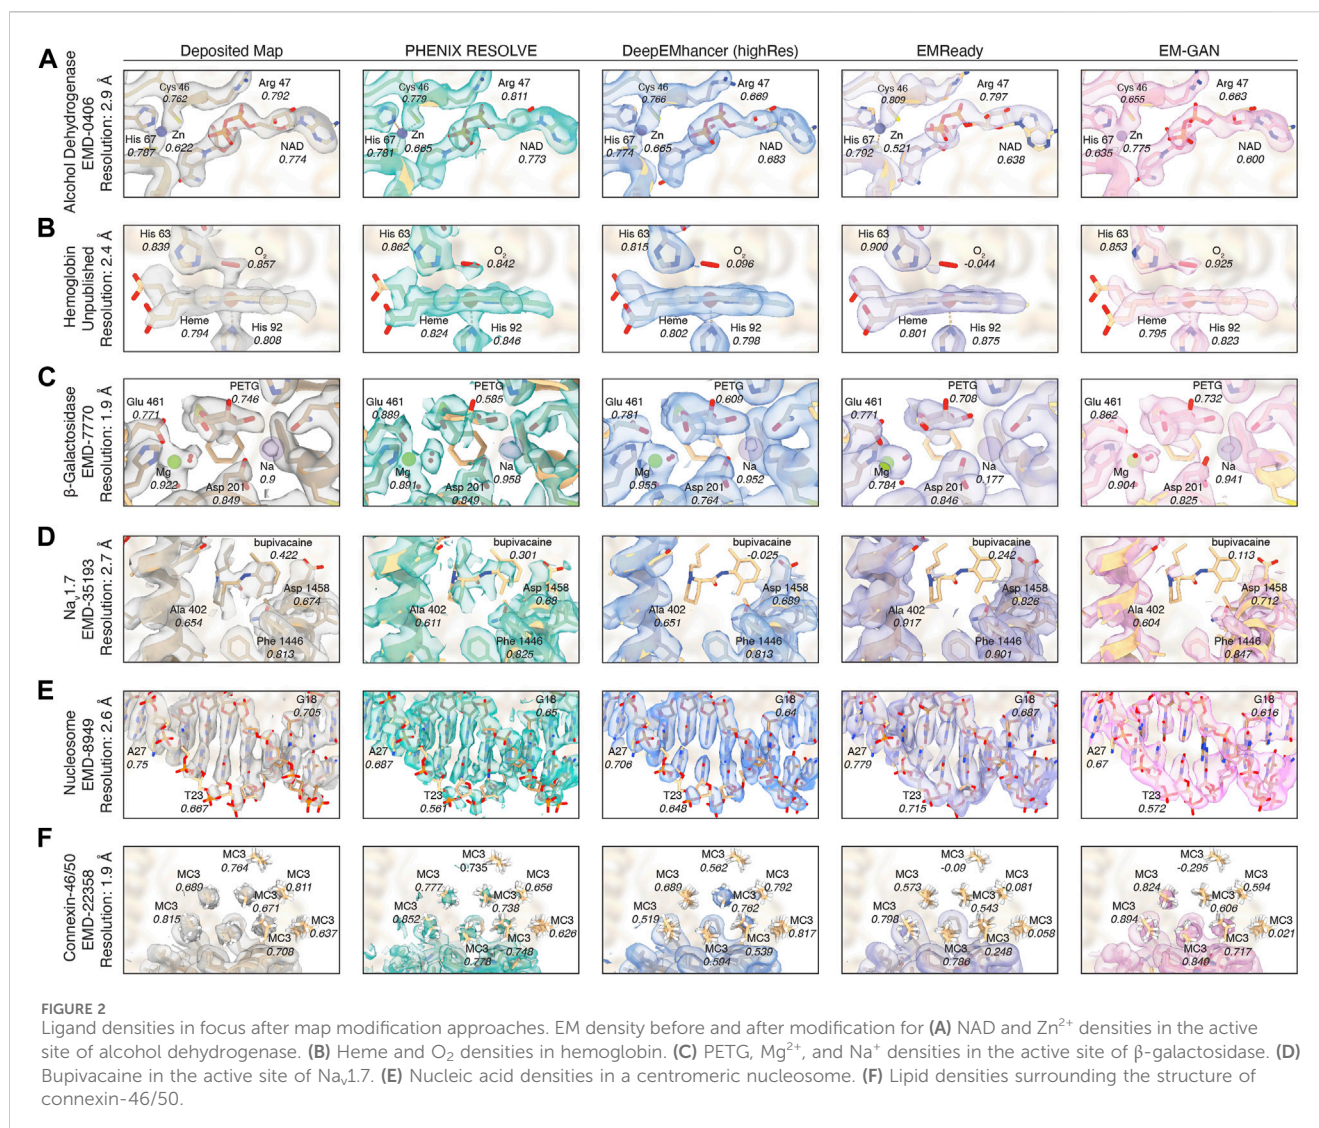 Deposited Map
PHENIX RESOLVE
DeepEMhancer (highRes)
EMReady
EM-GAN
A
Alcohol Dehydrogenase
EMD-0406
Resolution: 2.9 Å
Cys 46
0.762
Arg 47
0.792
His 67
0.787
Zn
0.622
NAD
0.774
Cys 46
0.779
Arg 47
0.811
His 67
0.781
Zn
0.665
NAD
0.773
Cys 46
0.766
Arg 47
0.669
His 67
0.774
Zn
0.665
NAD
0.683
Cys 46
0.809
Arg 47
0.797
His 67
0.792
Zn
0.521
NAD
0.638
Cys 46
0.655
Arg 47
0.663
His 67
0.635
Zn
0.775
NAD
0.600
B
Hemoglobin
Unpublished
Resolution: 2.4 Å
His 63
0.839
O₂
0.857
Heme
0.794
His 92
0.808
His 63
0.862
O₂
0.842
Heme
0.824
His 92
0.846
His 63
0.815
O₂
0.096
Heme
0.802
His 92
0.798
His 63
0.900
O₂
-0.044
Heme
0.801
His 92
0.875
His 63
0.853
O₂
0.925
Heme
0.795
His 92
0.823
C
β-Galactosidase
EMD-7770
Resolution: 1.9 Å
PETG
0.746
Glu 461
0.771
Mg
0.922
Na
0.9
Asp 201
0.849
PETG
0.585
Glu 461
0.889
Mg
0.891
Na
0.958
Asp 201
0.849
PETG
0.609
Glu 461
0.781
Mg
0.955
Na
0.952
Asp 201
0.764
PETG
0.708
Glu 461
0.771
Mg
0.784
Na
0.177
Asp 201
0.846
PETG
0.732
Glu 461
0.862
Mg
0.904
Na
0.941
Asp 201
0.825
D
Naᵥ1.7
EMD-35193
Resolution: 2.7 Å
bupivacaine
0.422
Asp 1458
0.674
Ala 402
0.654
Phe 1446
0.813
bupivacaine
0.301
Asp 1458
0.68
Ala 402
0.611
Phe 1446
0.825
bupivacaine
-0.025
Asp 1458
0.689
Ala 402
0.651
Phe 1446
0.813
bupivacaine
0.242
Asp 1458
0.826
Ala 402
0.917
Phe 1446
0.901
bupivacaine
0.113
Asp 1458
0.712
Ala 402
0.604
Phe 1446
0.847
E
Nucleosome
EMD-8949
Resolution: 2.6 Å
G18
0.705
A27
0.75
T23
0.667
G18
0.65
A27
0.687
T23
0.561
G18
0.64
A27
0.706
T23
0.648
G18
0.687
A27
0.779
T23
0.715
G18
0.616
A27
0.67
T23
0.572
F
Connexin-46/50
EMD-22358
Resolution: 1.9 Å
MC3
0.764
MC3
0.689
MC3
0.811
MC3
0.671
MC3
0.815
MC3
0.637
MC3
0.708
MC3
0.735
MC3
0.777
MC3
0.656
MC3
0.738
MC3
0.852
MC3
0.626
MC3
0.748
MC3
0.778
MC3
0.562
MC3
0.689
MC3
0.792
MC3
0.762
MC3
0.519
MC3
0.817
MC3
0.539
MC3
0.594
MC3
-0.09
MC3
0.573
MC3
0.081
MC3
0.543
MC3
0.798
MC3
0.058
MC3
0.248
MC3
0.786
MC3
-0.295
MC3
0.824
MC3
0.594
MC3
0.606
MC3
0.894
MC3
0.021
MC3
0.717
MC3
0.840
FIGURE 2
Ligand densities in focus after map modification approaches. EM density before and after modification for (A) NAD and Zn²⁺ densities in the active
site of alcohol dehydrogenase. (B) Heme and O₂ densities in hemoglobin. (C) PETG, Mg²⁺, and Na⁺ densities in the active site of β-galactosidase. (D)
Bupivacaine in the active site of Naᵥ1.7. (E) Nucleic acid densities in a centromeric nucleosome. (F) Lipid densities surrounding the structure of
connexin-46/50.